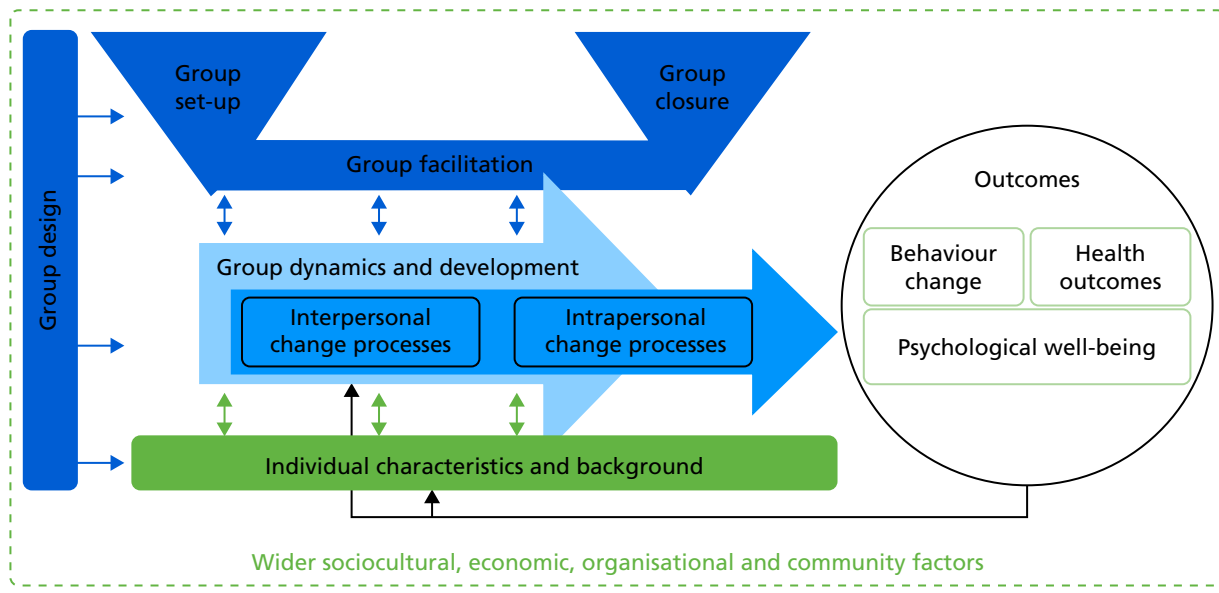 Group design
Group
set-up
Group
closure
Group facilitation
Group dynamics and development
Interpersonal
change processes
Intrapersonal
change processes
Individual characteristics and background
Outcomes
Behaviour
change
Health
outcomes
Psychological well-being
Wider sociocultural, economic, organisational and community factors